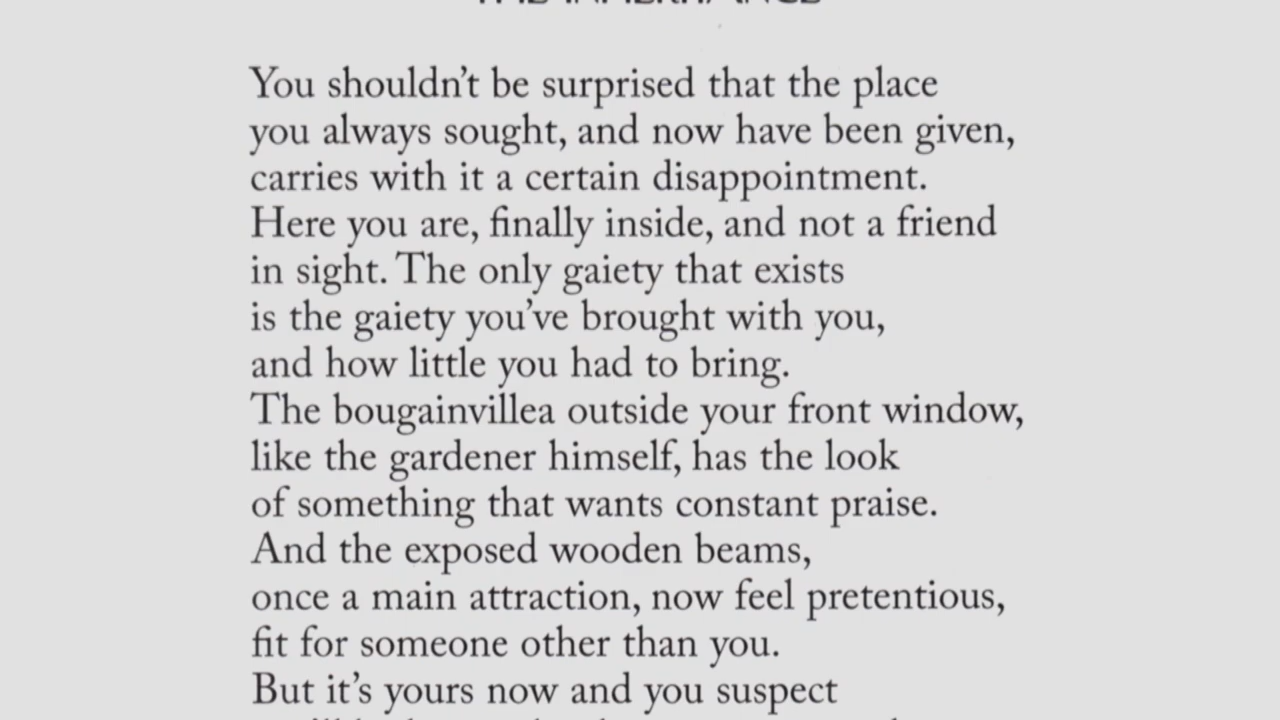 THE INHERITANCE
You shouldn’t be surprised that the place
you always sought, and now have been given,
carries with it a certain disappointment.
Here you are, finally inside, and not a friend
in sight. The only gaiety that exists
is the gaiety you’ve brought with you,
and how little you had to bring.
The bougainvillea outside your front window,
like the gardener himself, has the look
of something that wants constant praise.
And the exposed wooden beams,
once a main attraction, now feel pretentious,
fit for someone other than you.
But it’s yours now and you suspect